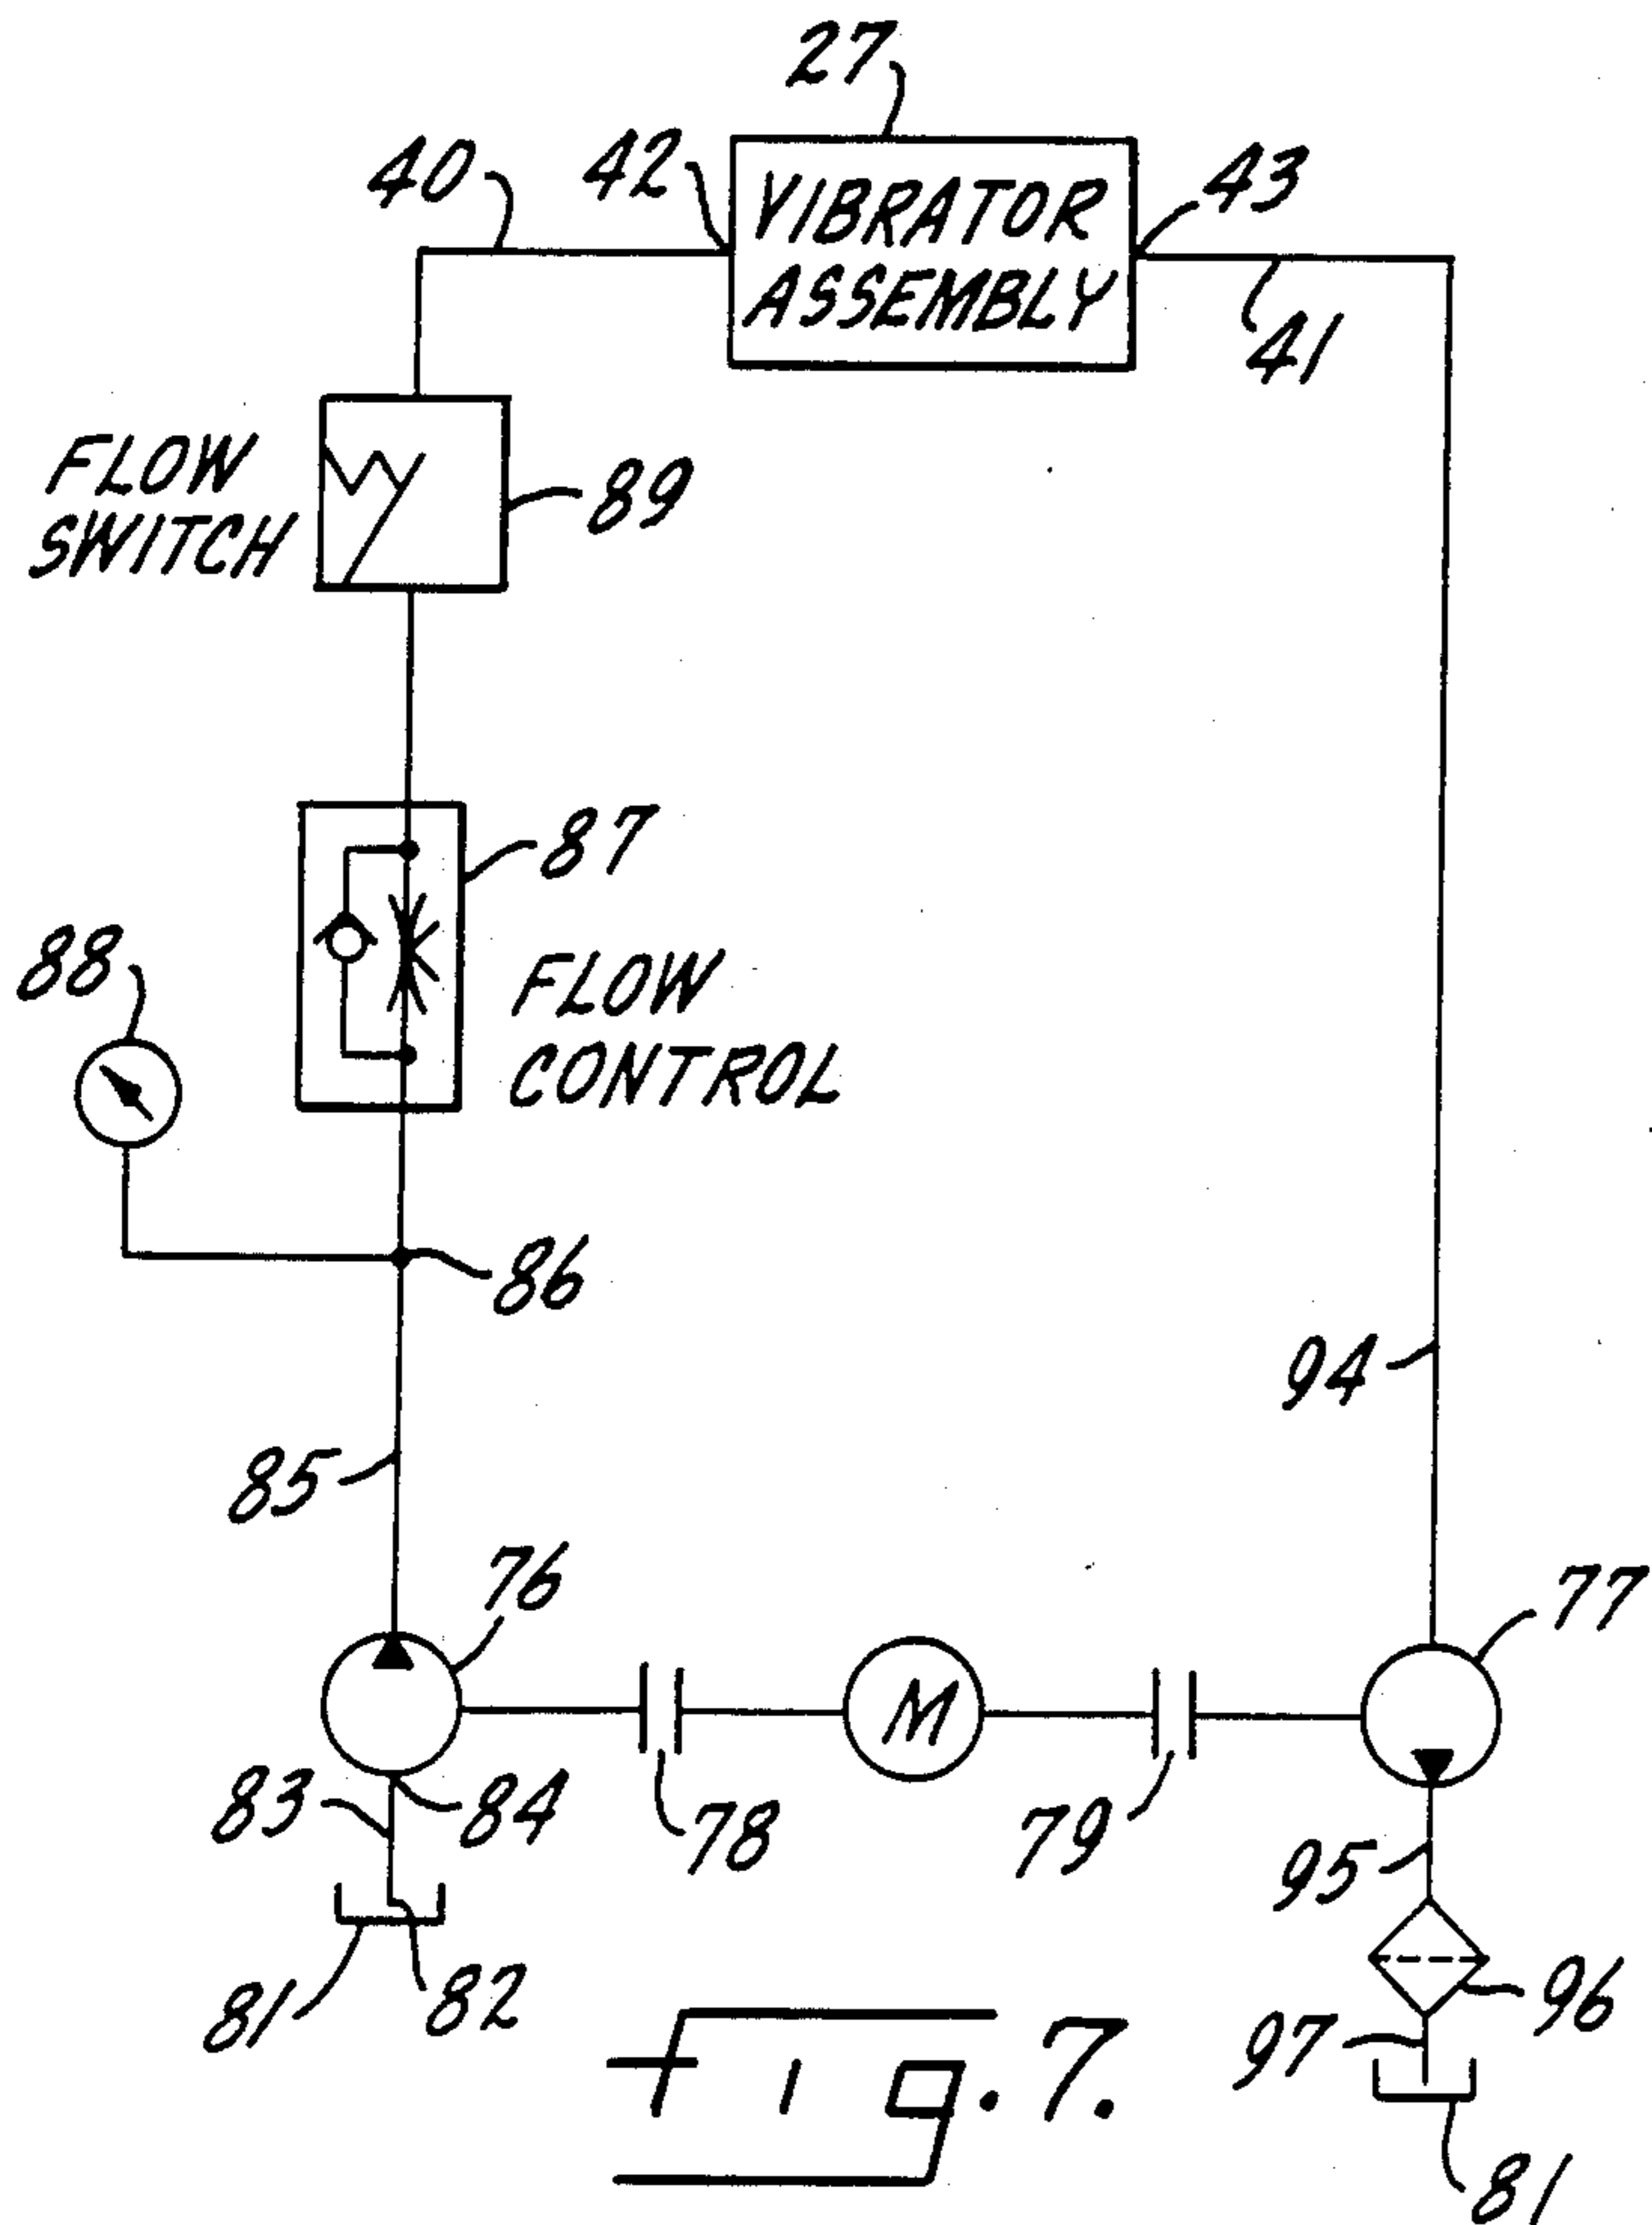 27
40
42
VIBRATOR
ASSEMBLY
43
41
FLOW
SWITCH
89
87
88
FLOW
CONTROL
86
94
85
76
77
M
83
84
78
79
95
81
82
96
97
Fig. 7.
81